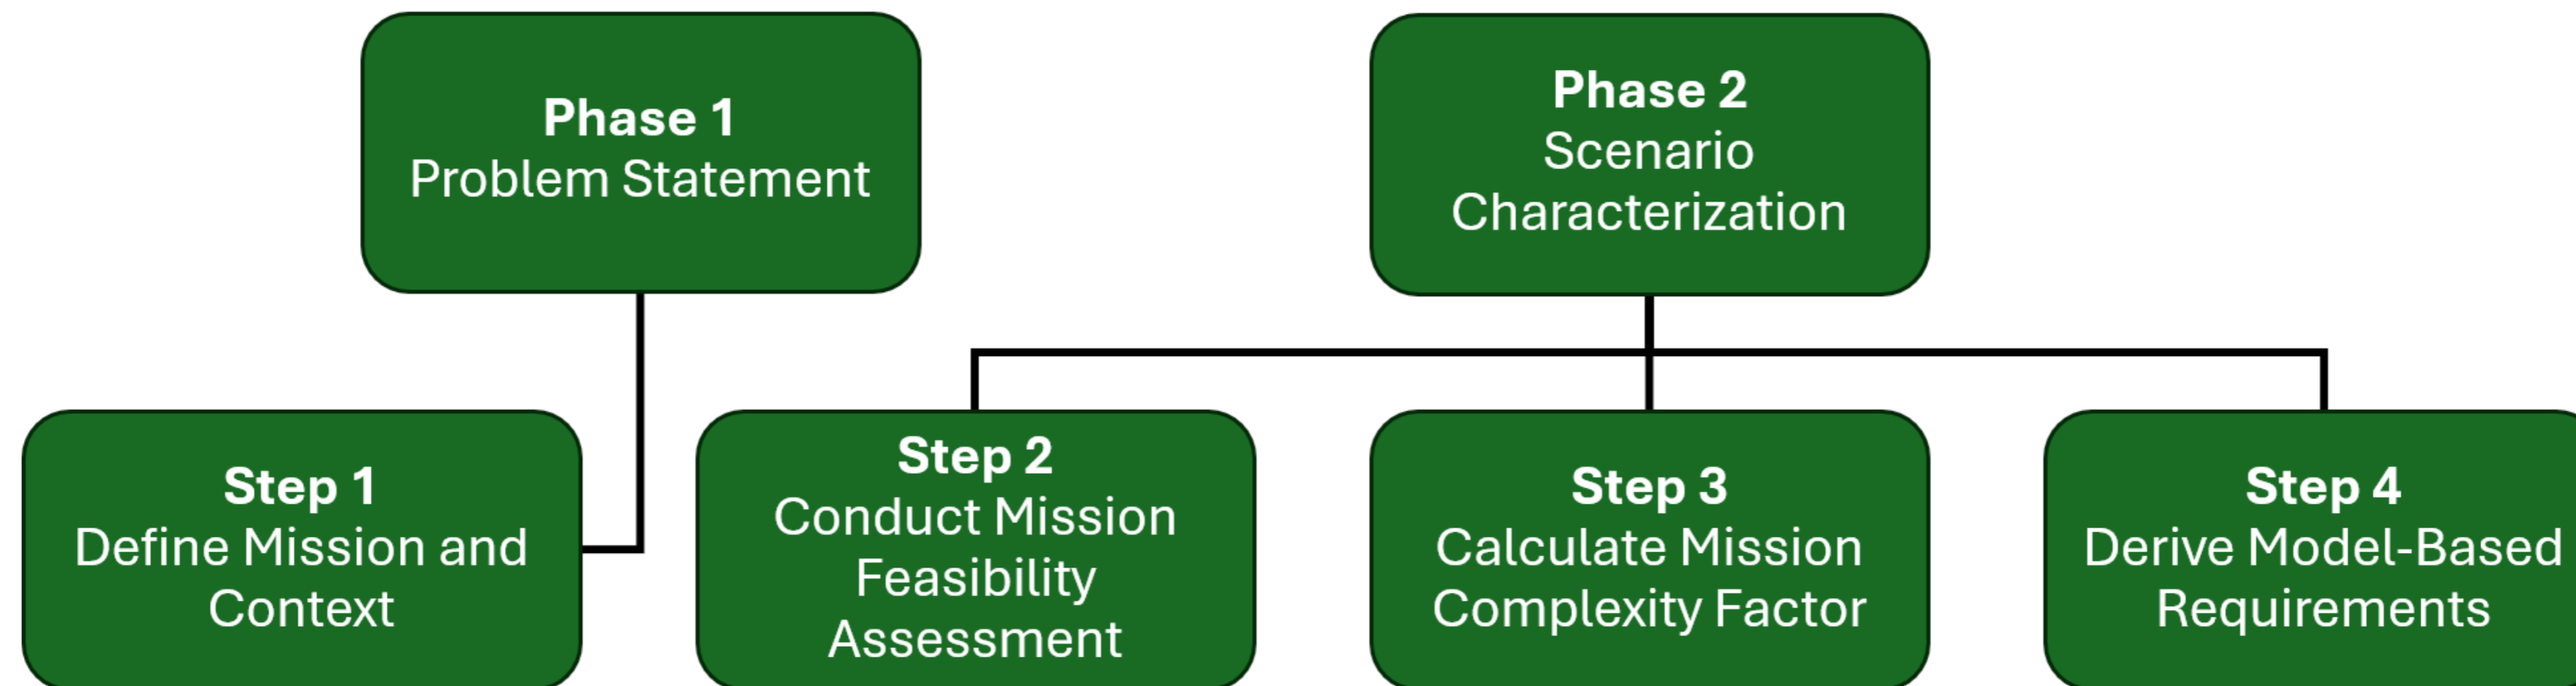 Phase 1
Problem Statement
Phase 2
Scenario
Characterization
Step 1
Define Mission and
Context
Step 2
Conduct Mission
Feasibility
Assessment
Step 3
Calculate Mission
Complexity Factor
Step 4
Derive Model-Based
Requirements